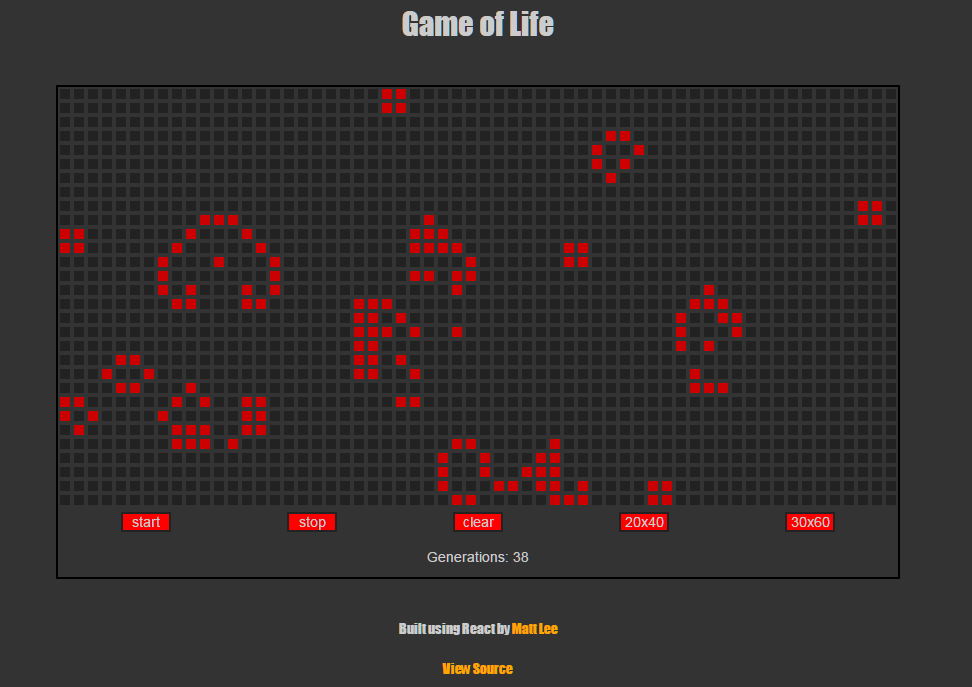 Game of Life
start stop clear 20x40 30x60
Generations: 38
Built using React by Matt Lee
View Source